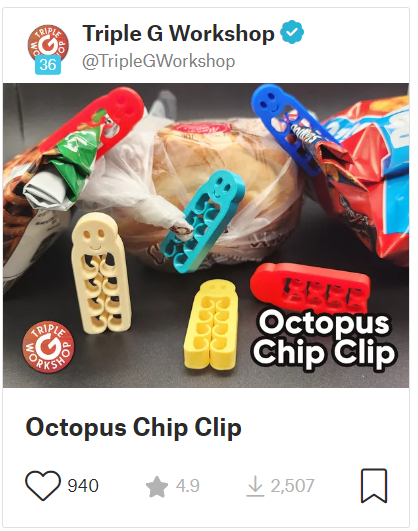 Triple G Workshop
@TripleGWorkshop
TRIPLE G WORKSHOP
36
TRIPLE G WORKSHOP
Octopus
Chip Clip
Octopus Chip Clip
940
4.9
2,507